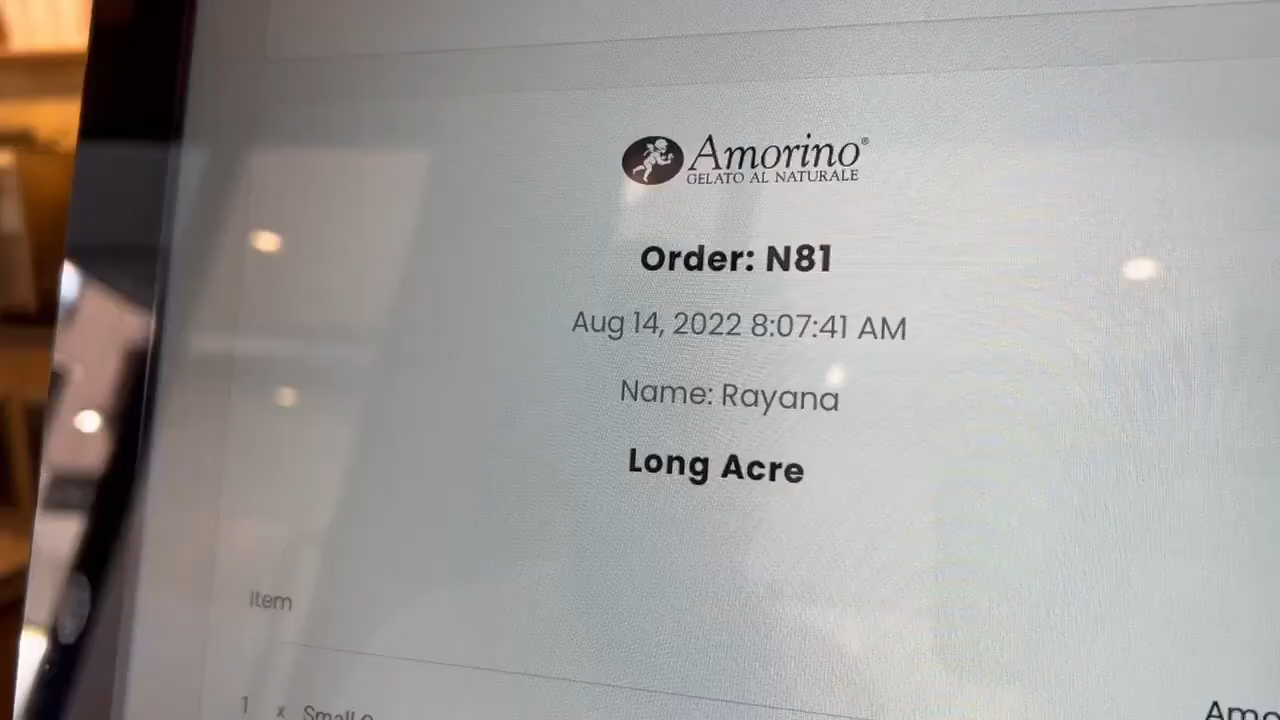 Amorino®
GELATO AL NATURALE
Order: N81
Aug 14, 2022 8:07:41 AM
Name: Rayana
Long Acre
Item
1 x Small